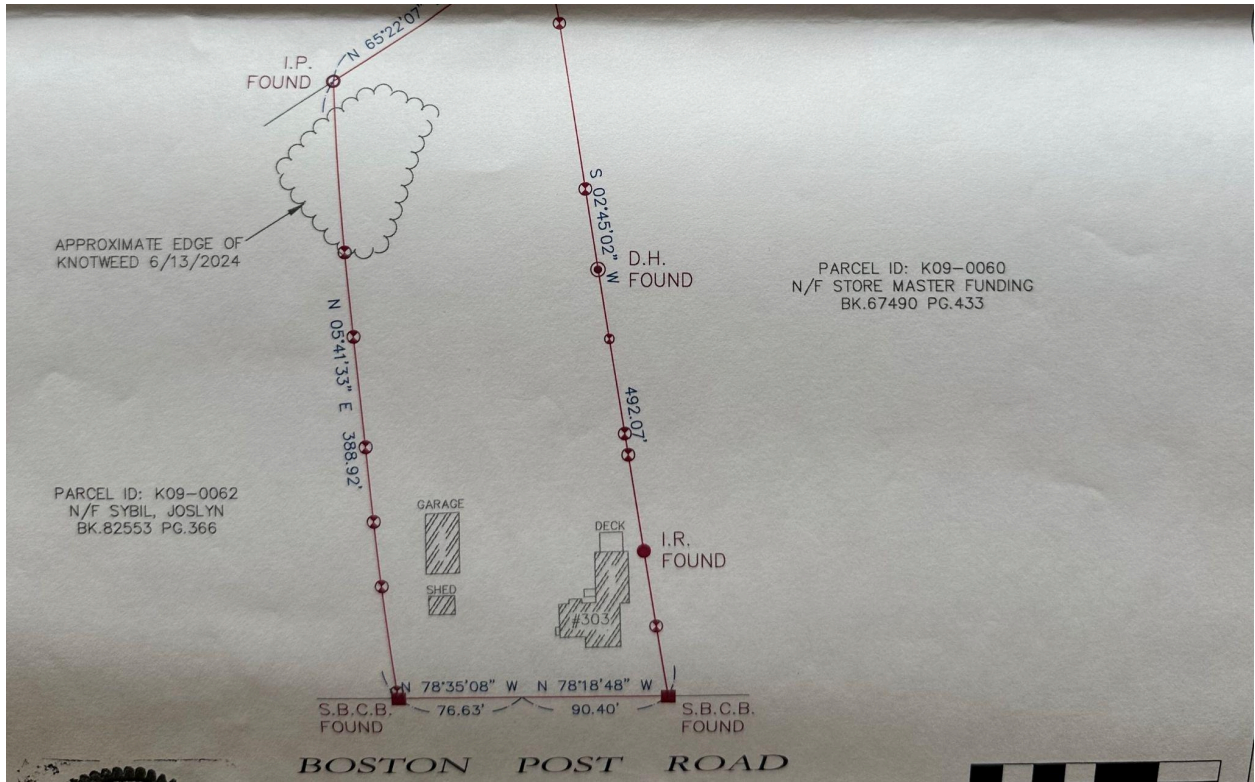 N 65°22'07"
I.P.
FOUND
APPROXIMATE EDGE OF
KNOTWEED 6/13/2024
S 02°45'02" W
D.H.
FOUND
PARCEL ID: K09-0060
N/F STORE MASTER FUNDING
BK.67490 PG.433
N 05°41'33" E 388.92'
492.07'
PARCEL ID: K09-0062
N/F SYBIL, JOSLYN
BK.82553 PG.366
GARAGE
SHED
DECK
#303
I.R.
FOUND
N 78°35'08" W
N 78°18'48" W
76.63'
90.40'
S.B.C.B.
FOUND
S.B.C.B.
FOUND
BOSTON POST ROAD